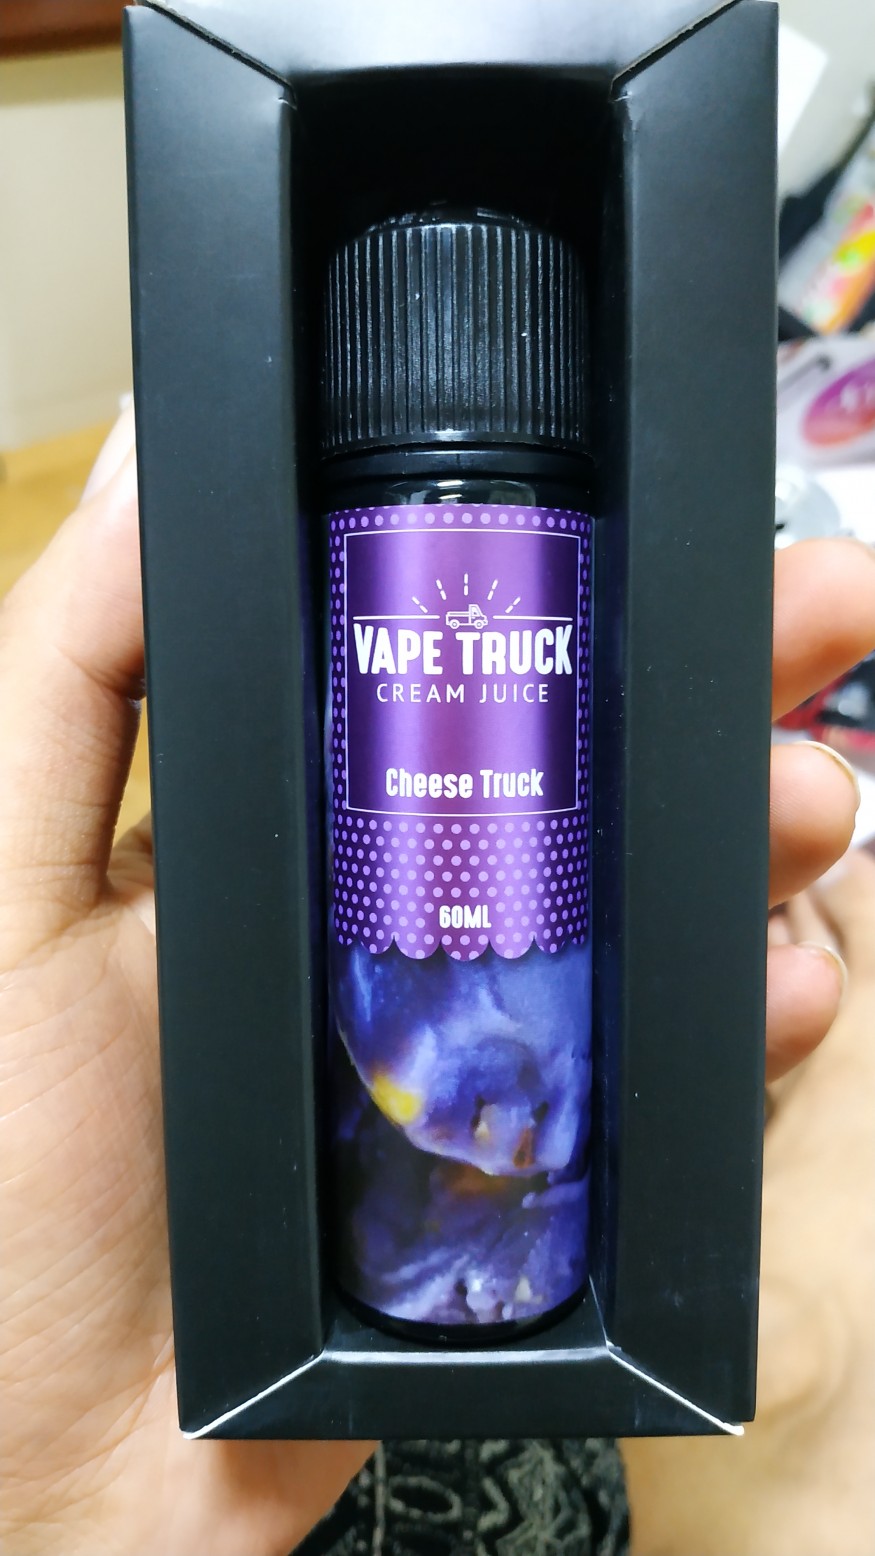 VAPE TRUCK
CREAM JUICE
Cheese Truck
60ML